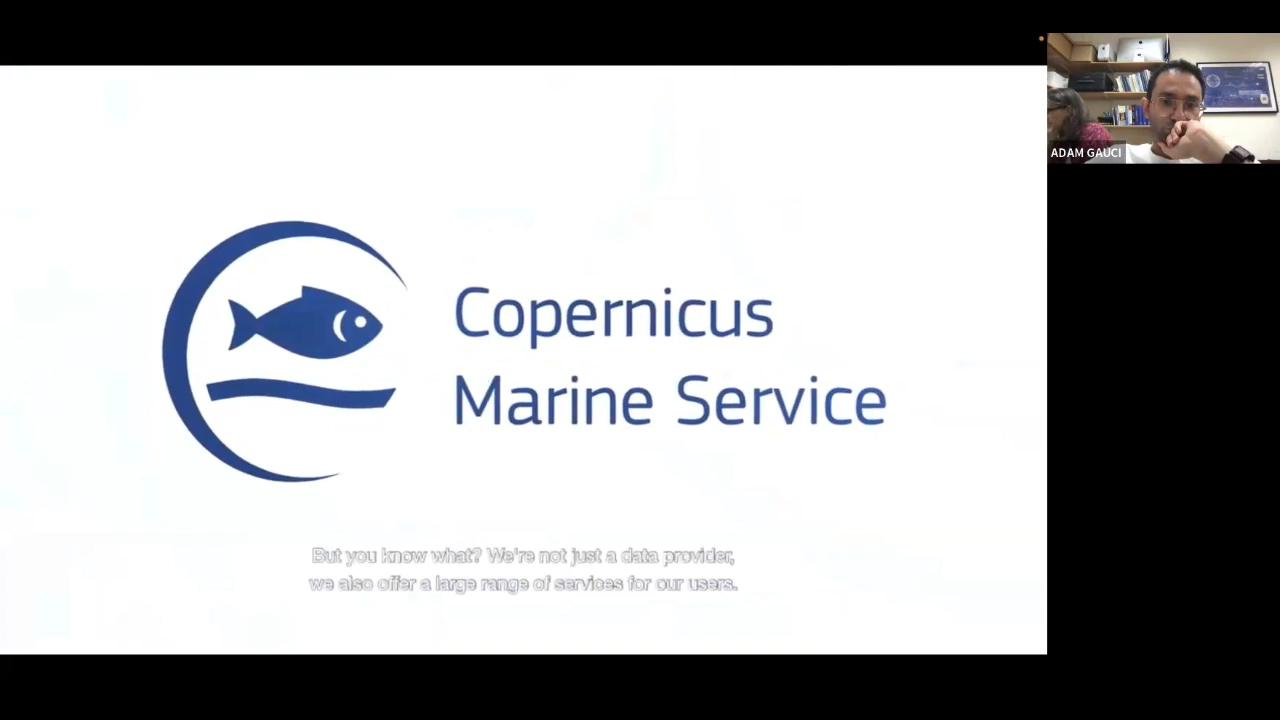 ADAM GAUCI
Copernicus
Marine Service
But you know what? We're not just a data provider,
we also offer a large range of services for our users.